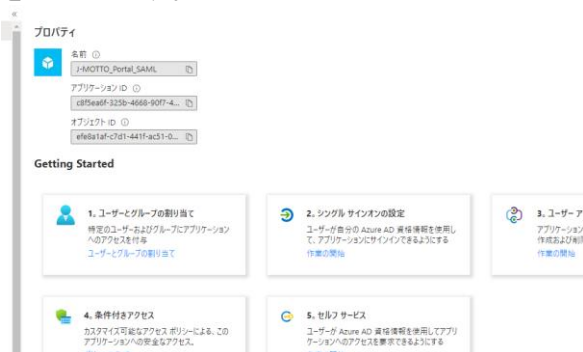 «
プロパティ
名前
J-MOTTO_Portal_SAML
アプリケーション ID
c8f5ea6f-325b-4668-90f7-4...
オブジェクト ID
efe8a1af-c7d1-441f-ac51-0...
Getting Started
1. ユーザーとグループの割り当て
特定のユーザーおよびグループにアプリケーション
へのアクセスを付与
ユーザーとグループの割り当て
2. シングル サインオンの設定
ユーザーが自分の Azure AD 資格情報を使用し
て、アプリケーションにサインインできるようにする
作業の開始
3. ユーザー ア
アプリケーション
作成および削
作業の開始
4. 条件付きアクセス
カスタマイズ可能なアクセス ポリシーによる、この
アプリケーションへの安全なアクセス。
5. セルフ サービス
ユーザーが Azure AD 資格情報を使用してアプリ
ケーションへのアクセスを要求できるようにする